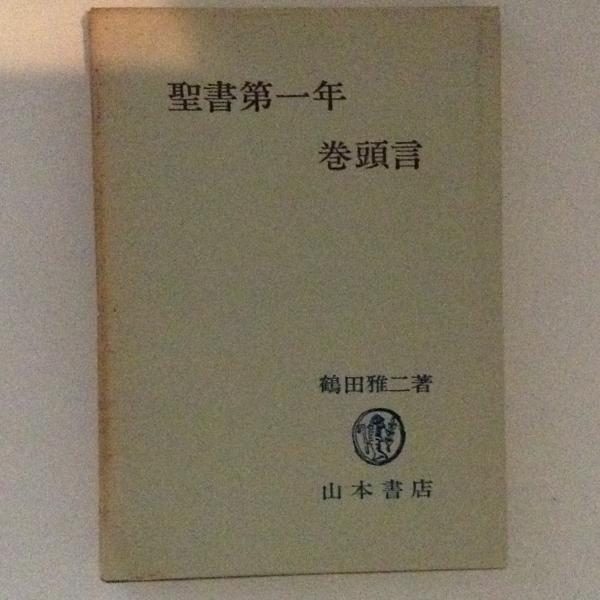 聖書第一年
巻頭言
鶴田雅二著
山本書店